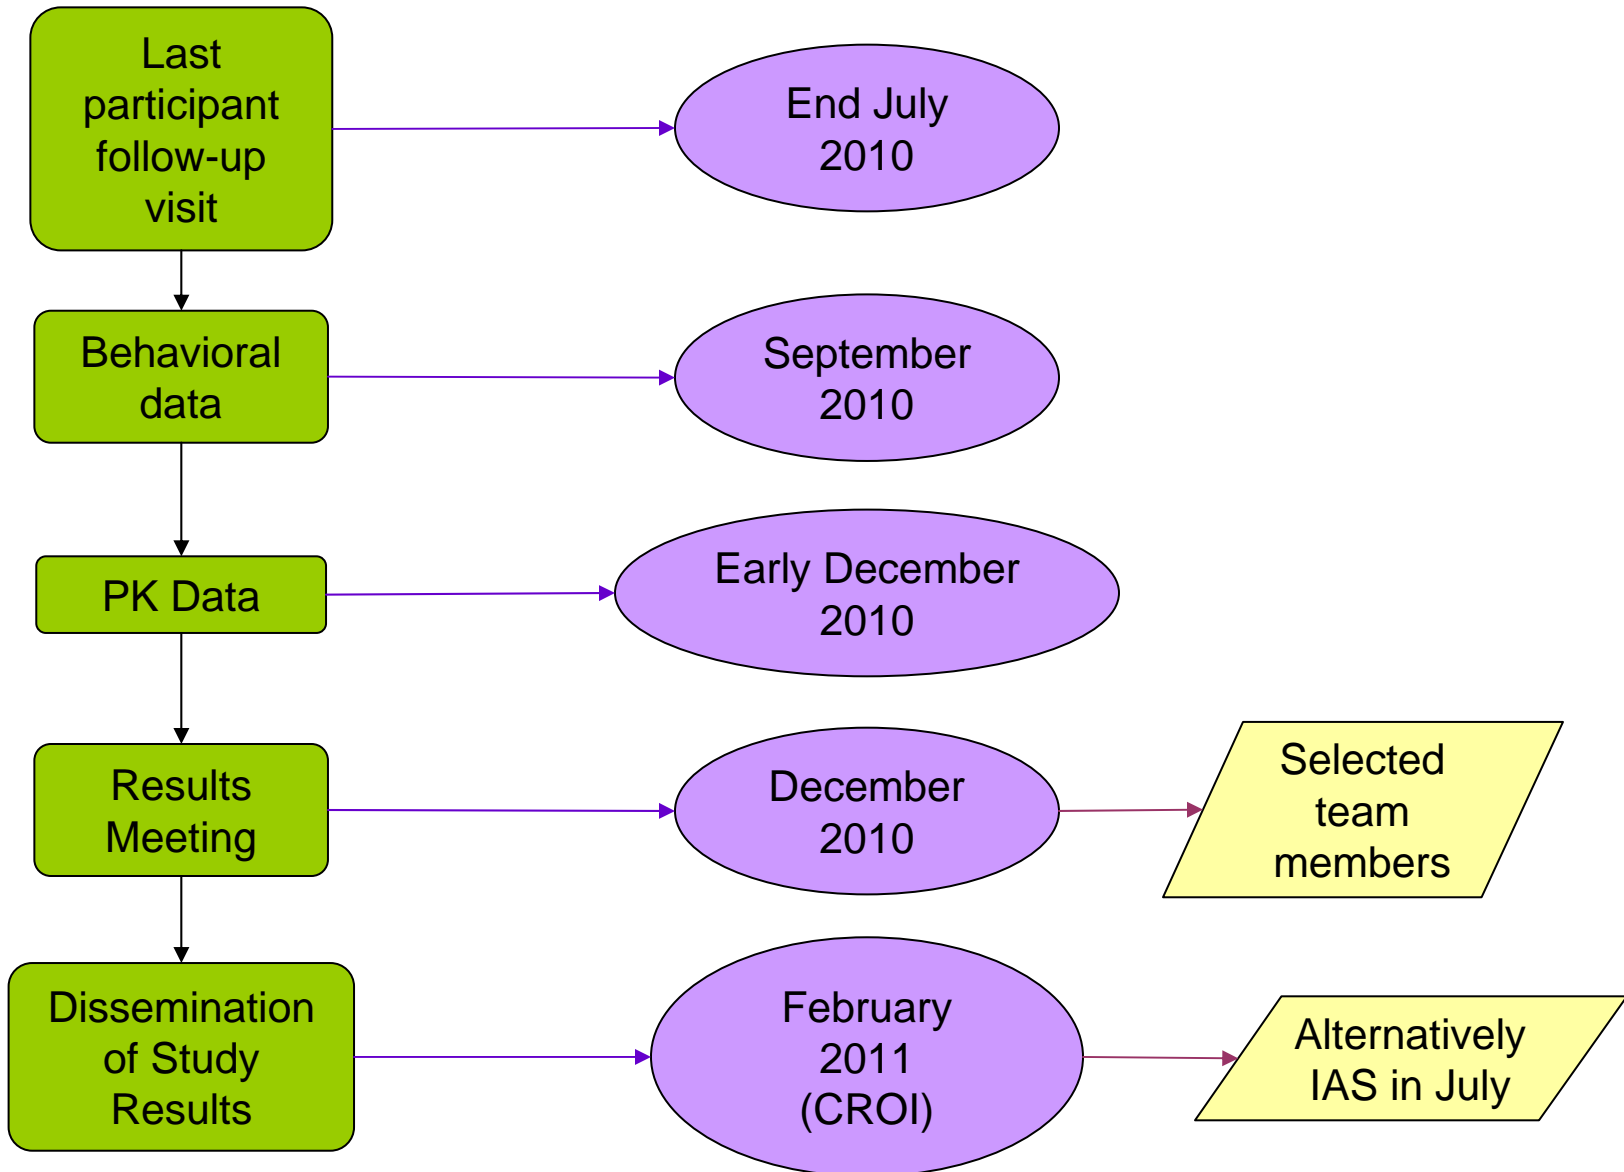 Last
participant
follow-up
visit
End July
2010
Behavioral
data
September
2010
PK Data
Early December
2010
Results
Meeting
December
2010
Selected
team
members
Dissemination
of Study
Results
February
2011
(CROI)
Alternatively
IAS in July